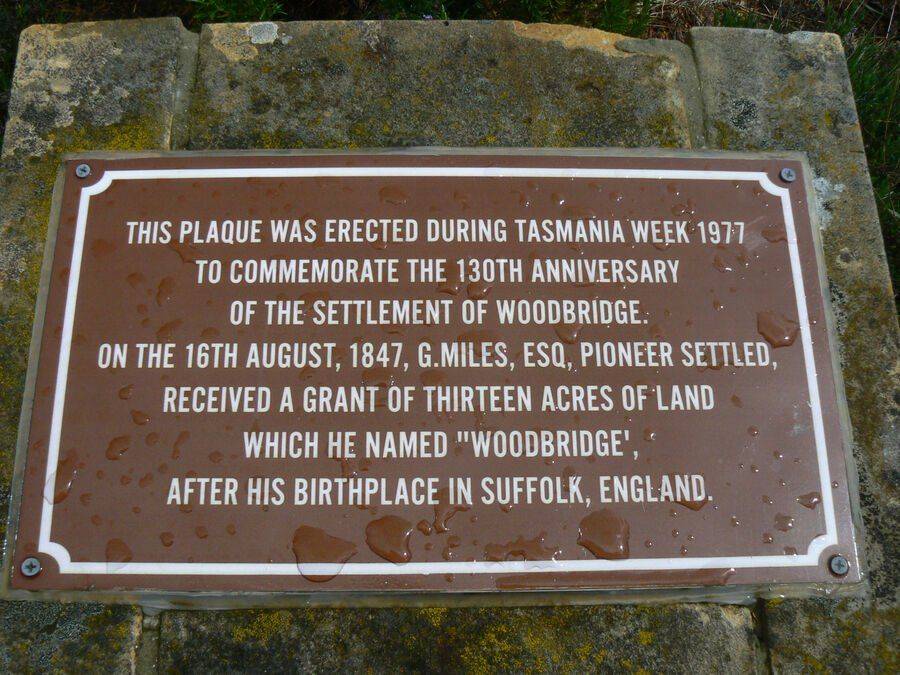 THIS PLAQUE WAS ERECTED DURING TASMANIA WEEK 1977
TO COMMEMORATE THE 130TH ANNIVERSARY
OF THE SETTLEMENT OF WOODBRIDGE.
ON THE 16TH AUGUST, 1847, G.MILES, ESQ, PIONEER SETTLED,
RECEIVED A GRANT OF THIRTEEN ACRES OF LAND
WHICH HE NAMED "WOODBRIDGE',
AFTER HIS BIRTHPLACE IN SUFFOLK, ENGLAND.